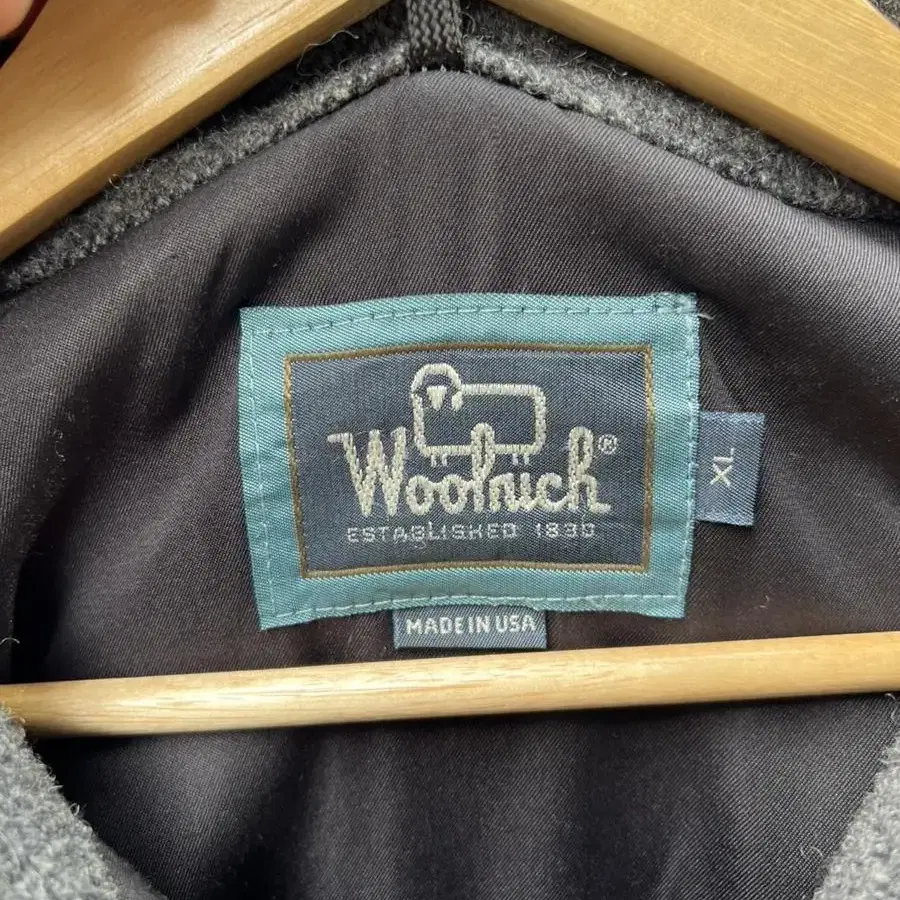 Woolrich®
ESTABLISHED 1830
XL
MADE IN USA